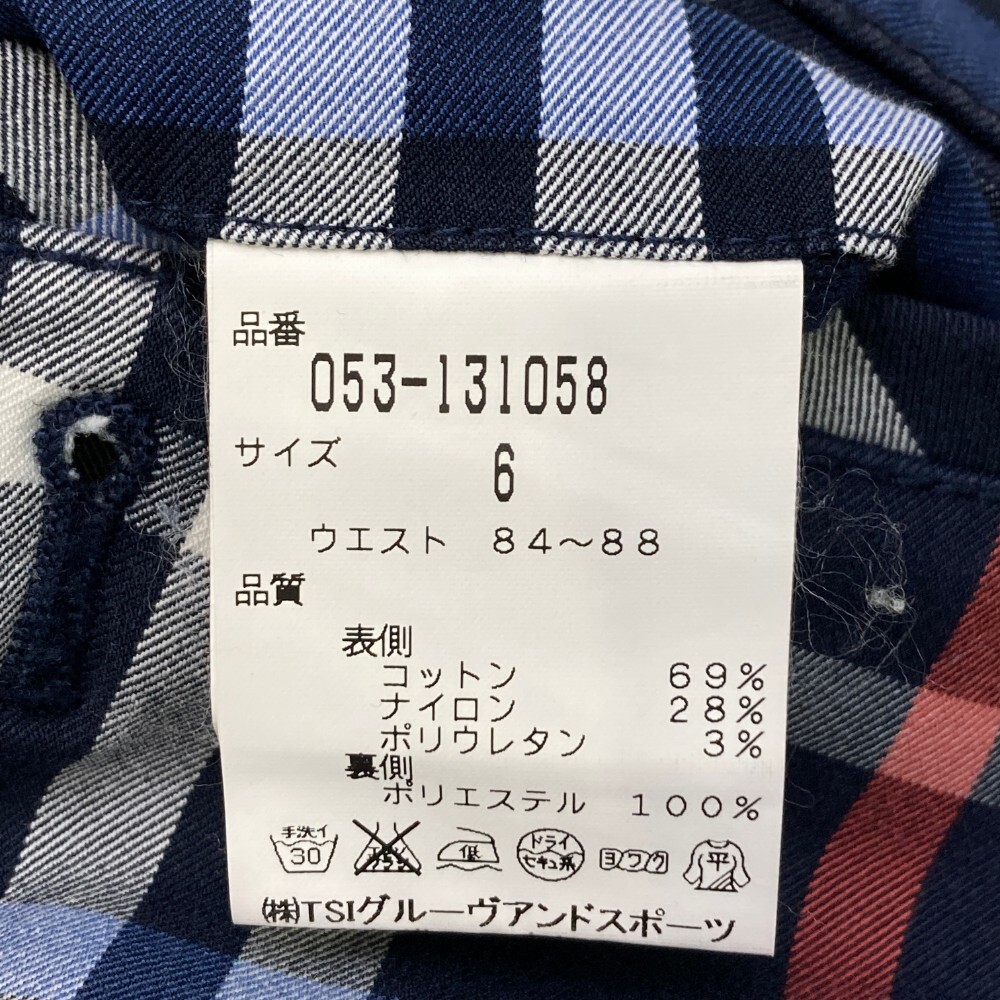 品番
053-131058
サイズ 6
ウエスト 84～88
品質
表側
コットン 69%
ナイロン 28%
ポリウレタン 3%
裏側
ポリエステル 100%
手洗イ 30 低 ドライ セキユ系 ヨワク 平
㈱TSIグルーヴアンドスポーツ